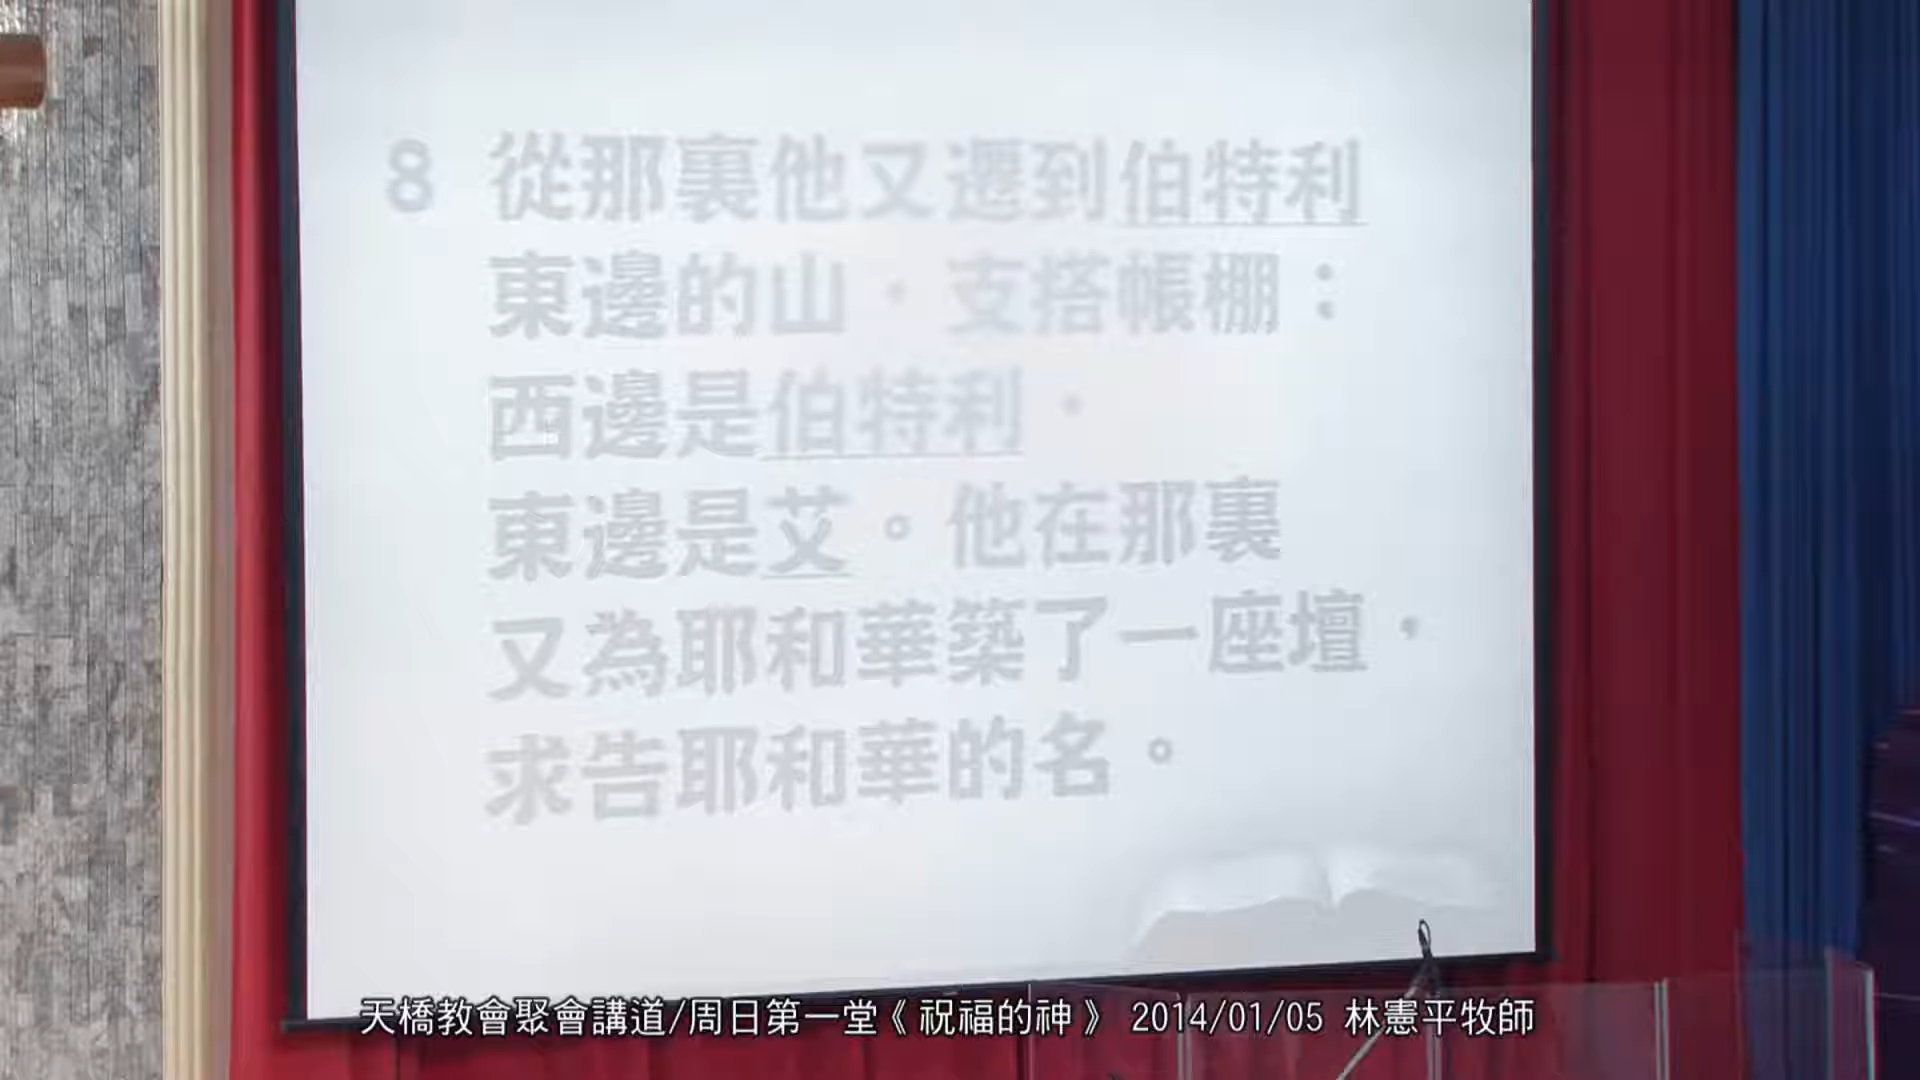 8 從那裏他又遷到伯特利
東邊的山，支搭帳棚：
西邊是伯特利，
東邊是艾。他在那裏
又為耶和華築了一座壇，
求告耶和華的名。
天橋教會聚會講道/周日第一堂《祝福的神》 2014/01/05 林憲平牧師